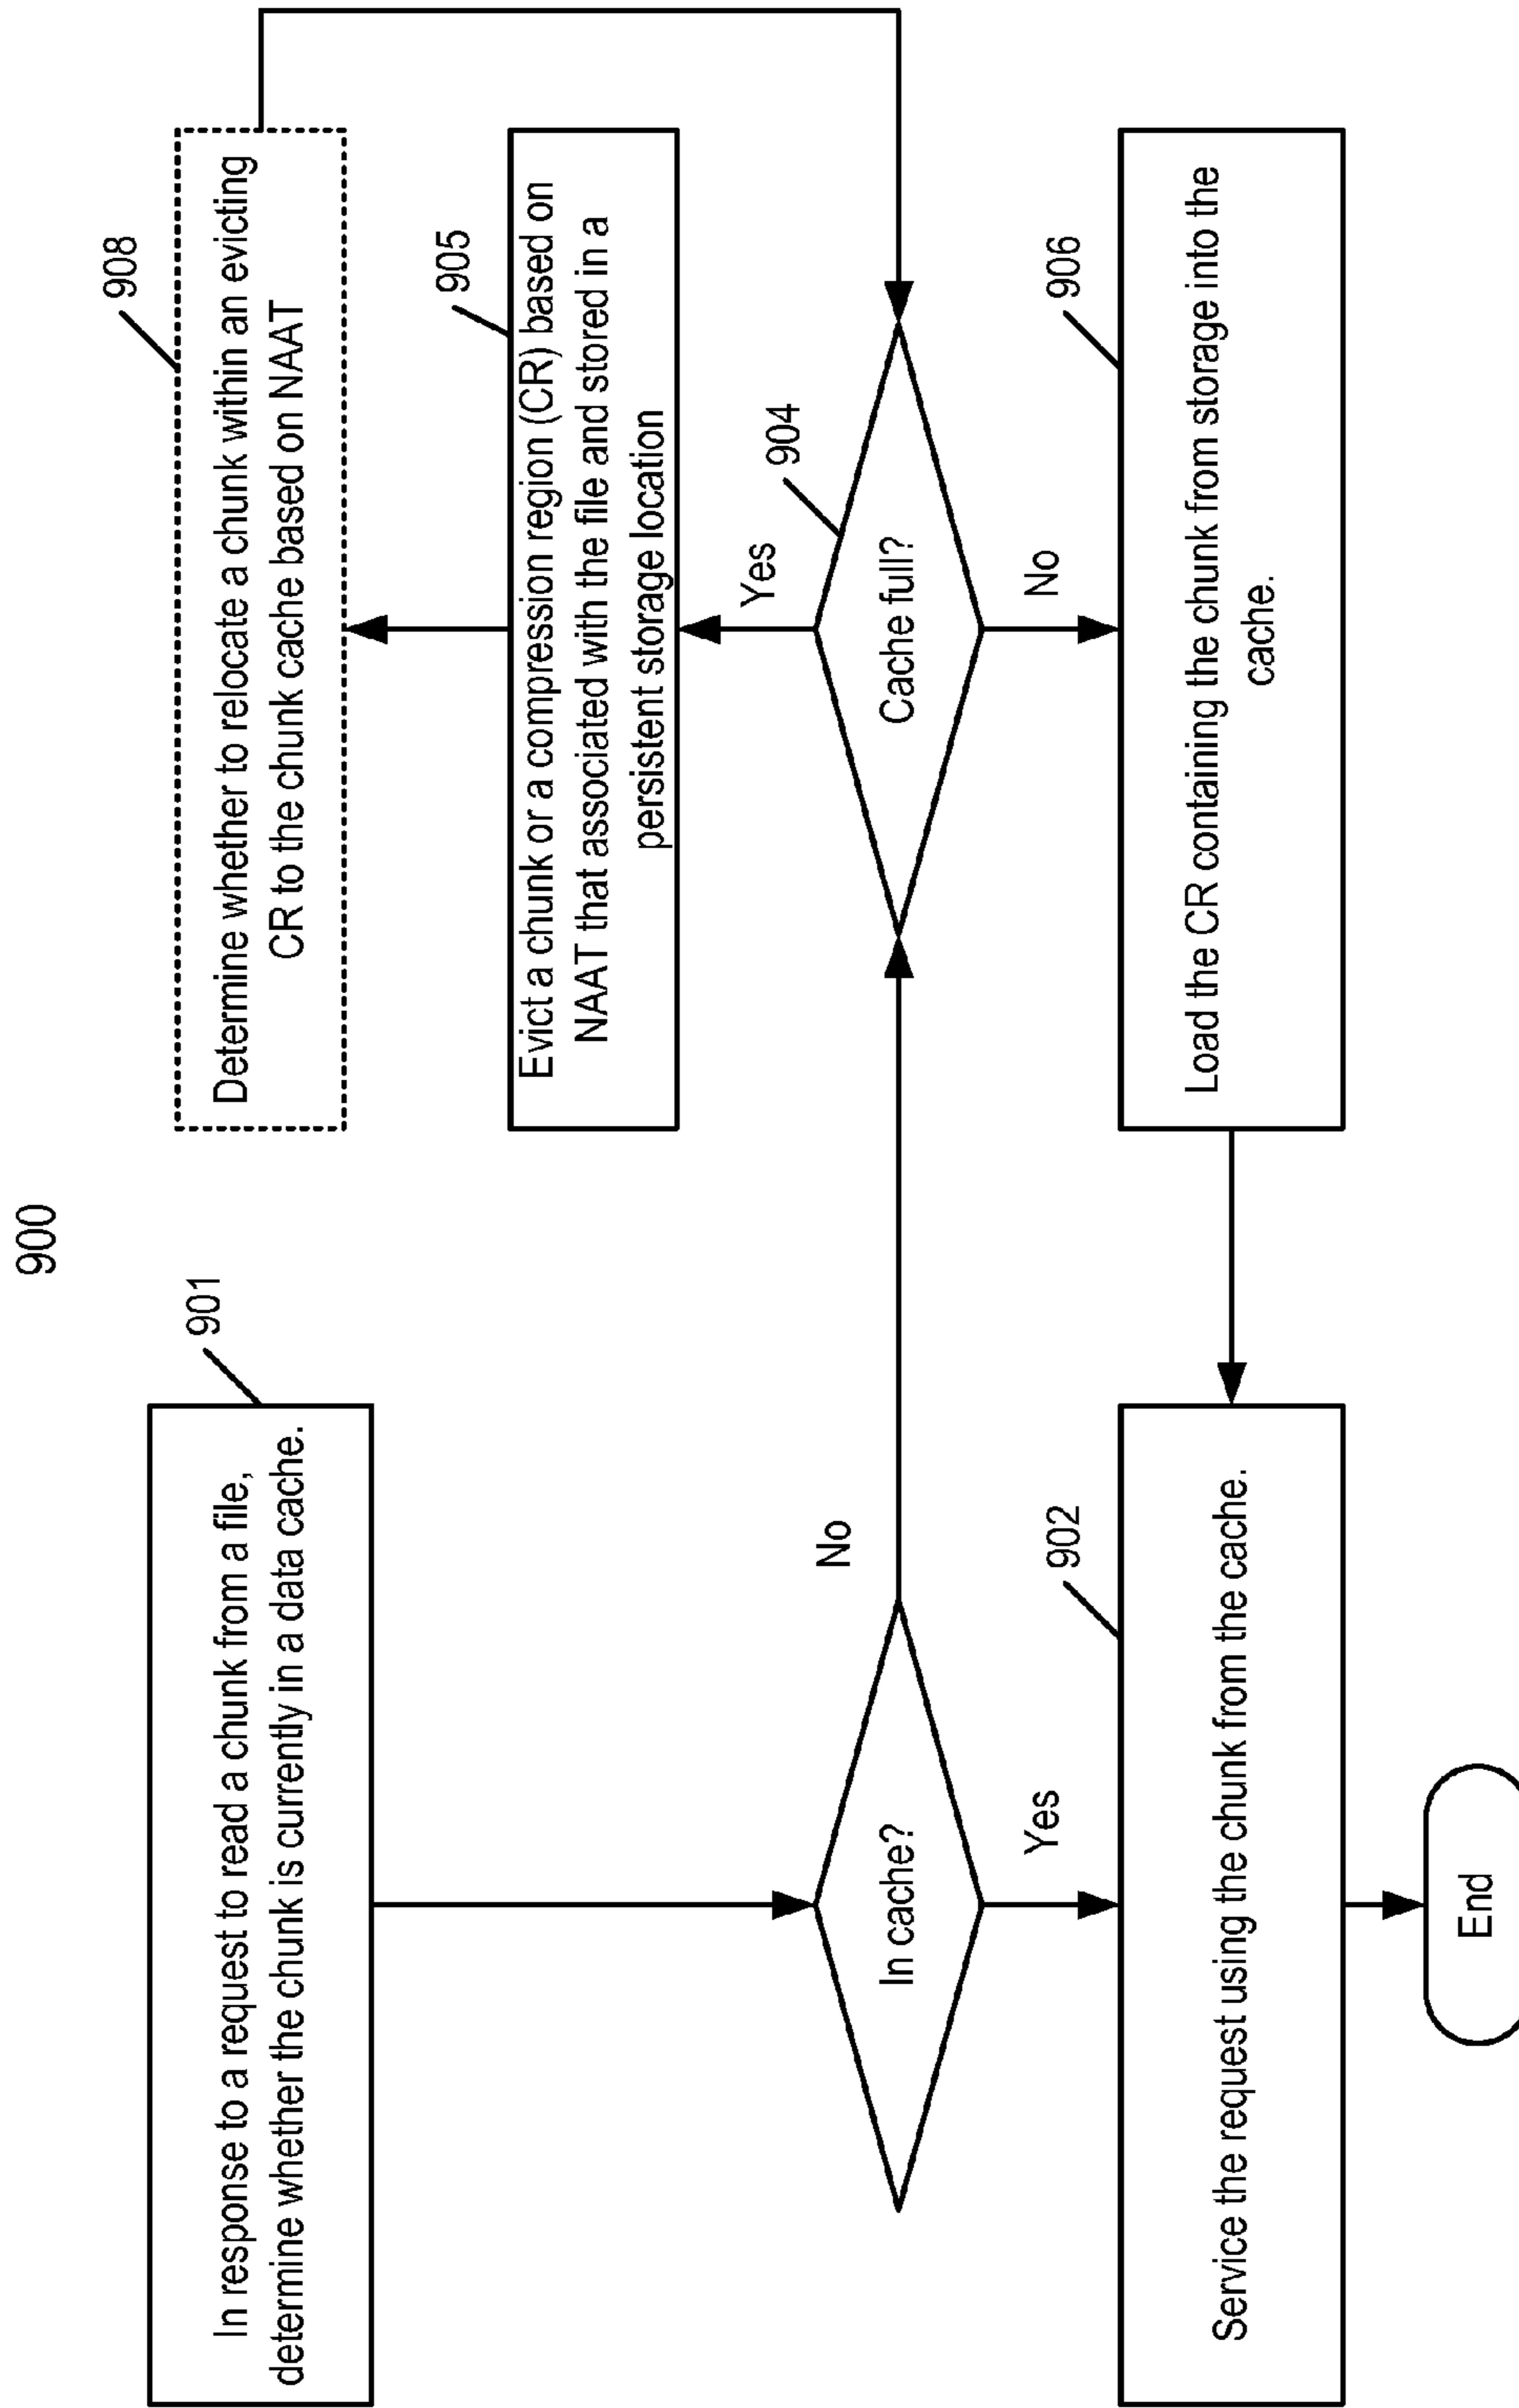 900
901
In response to a request to read a chunk from a file,
determine whether the chunk is currently in a data cache.
In cache?
No
Yes
902
Service the request using the chunk from the cache.
End
908
Determine whether to relocate a chunk within an evicting
CR to the chunk cache based on NAAT
905
Evict a chunk or a compression region (CR) based on
NAAT that associated with the file and stored in a
persistent storage location
Yes
904
Cache full?
No
906
Load the CR containing the chunk from storage into the
cache.